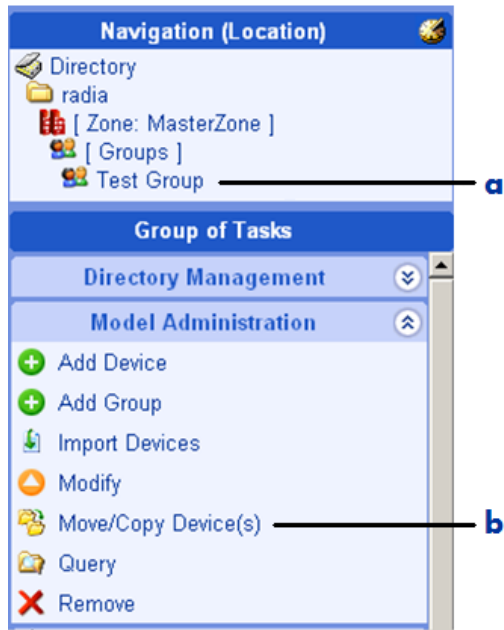 Navigation (Location)
Directory
radia
[ Zone: MasterZone ]
[ Groups ]
Test Group
a
Group of Tasks
Directory Management
Model Administration
Add Device
Add Group
Import Devices
Modify
Move/Copy Device(s)
b
Query
Remove